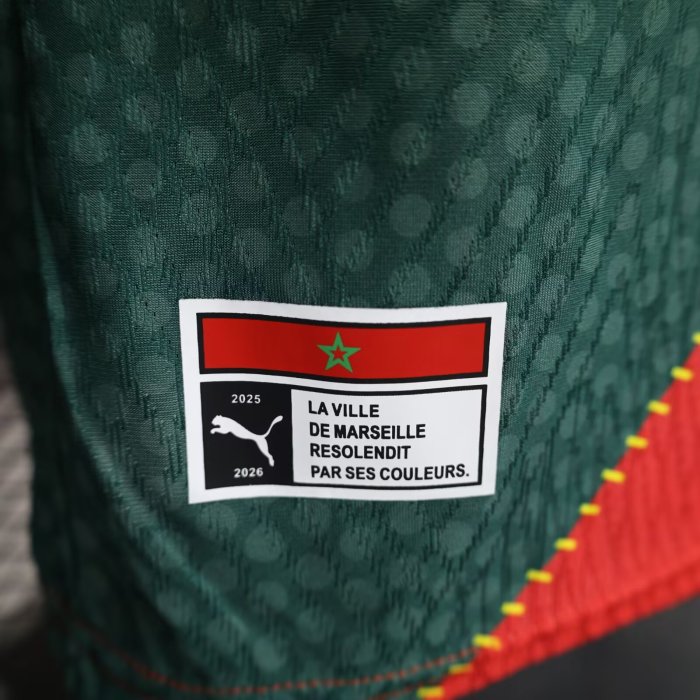 2025
2026
LA VILLE
DE MARSEILLE
RESOLENDIT
PAR SES COULEURS.